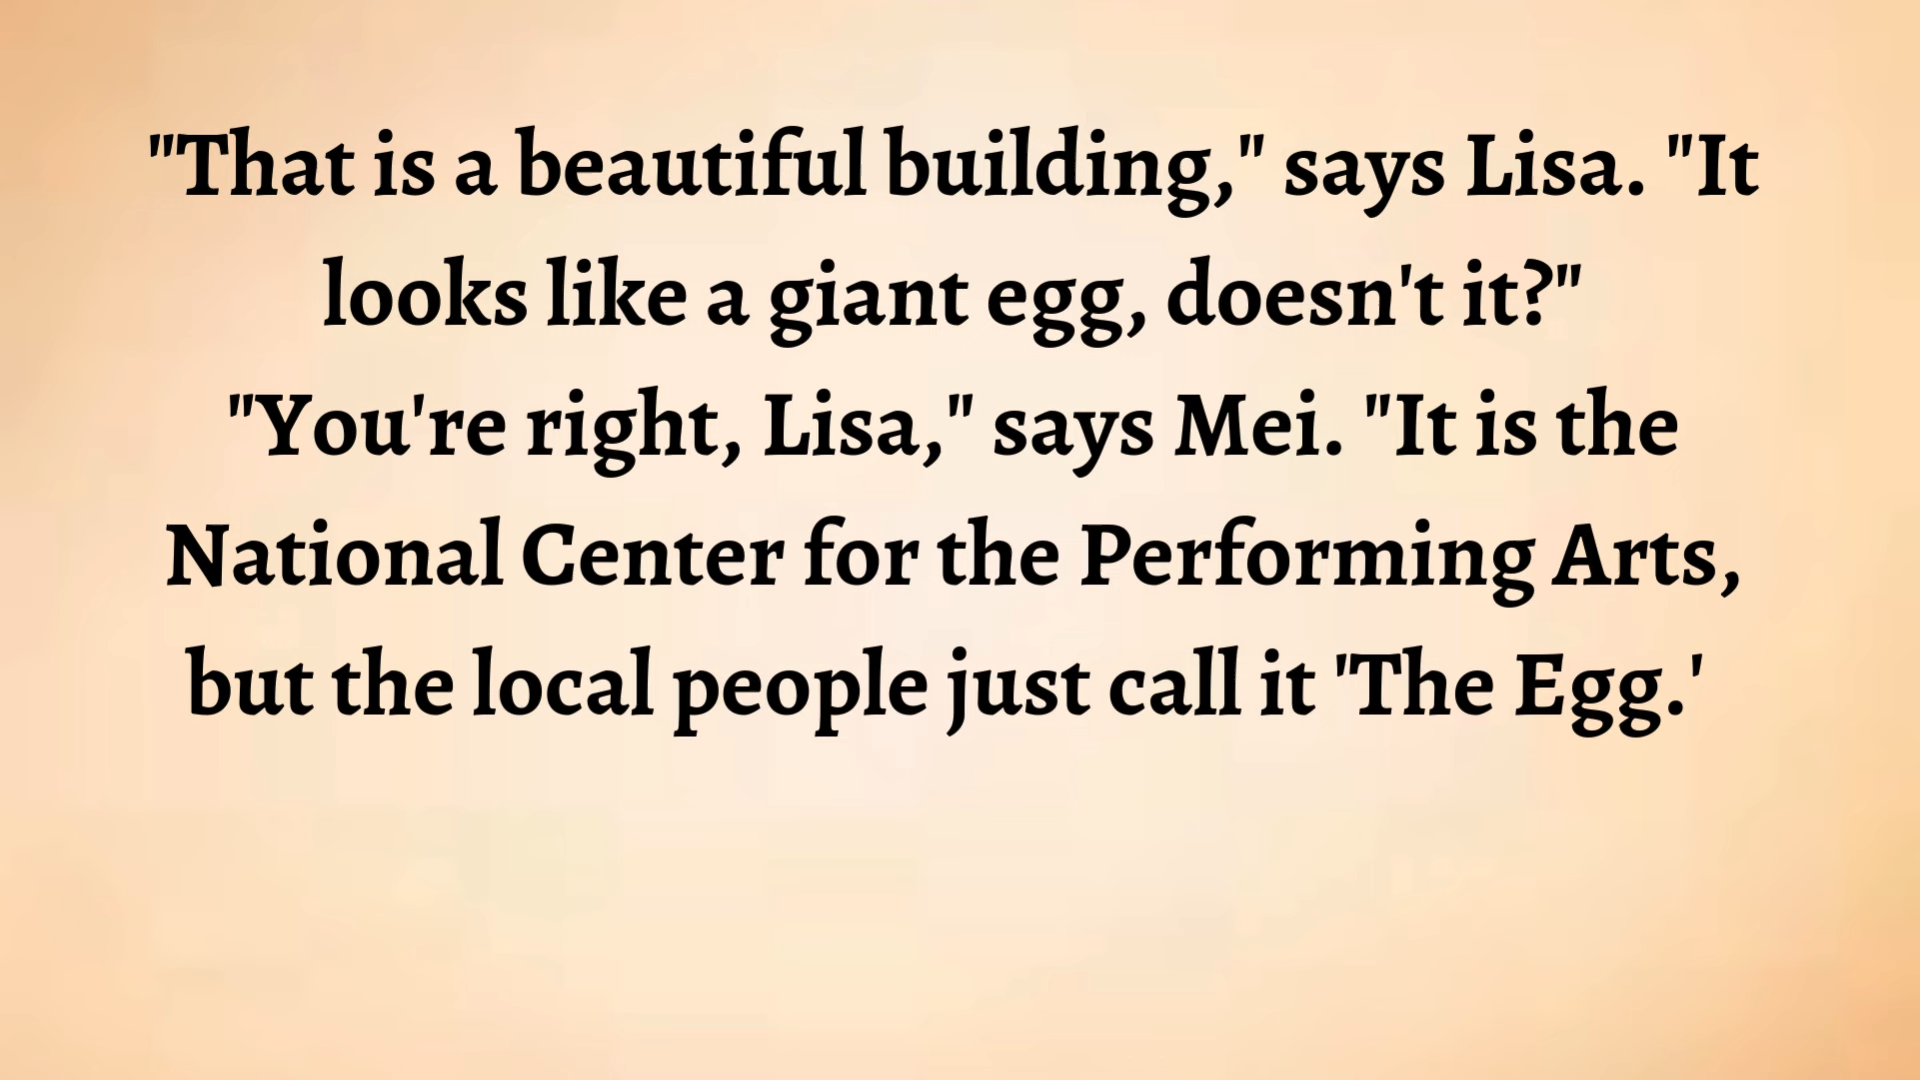 "That is a beautiful building," says Lisa. "It
looks like a giant egg, doesn't it?"
"You're right, Lisa," says Mei. "It is the
National Center for the Performing Arts,
but the local people just call it 'The Egg.'